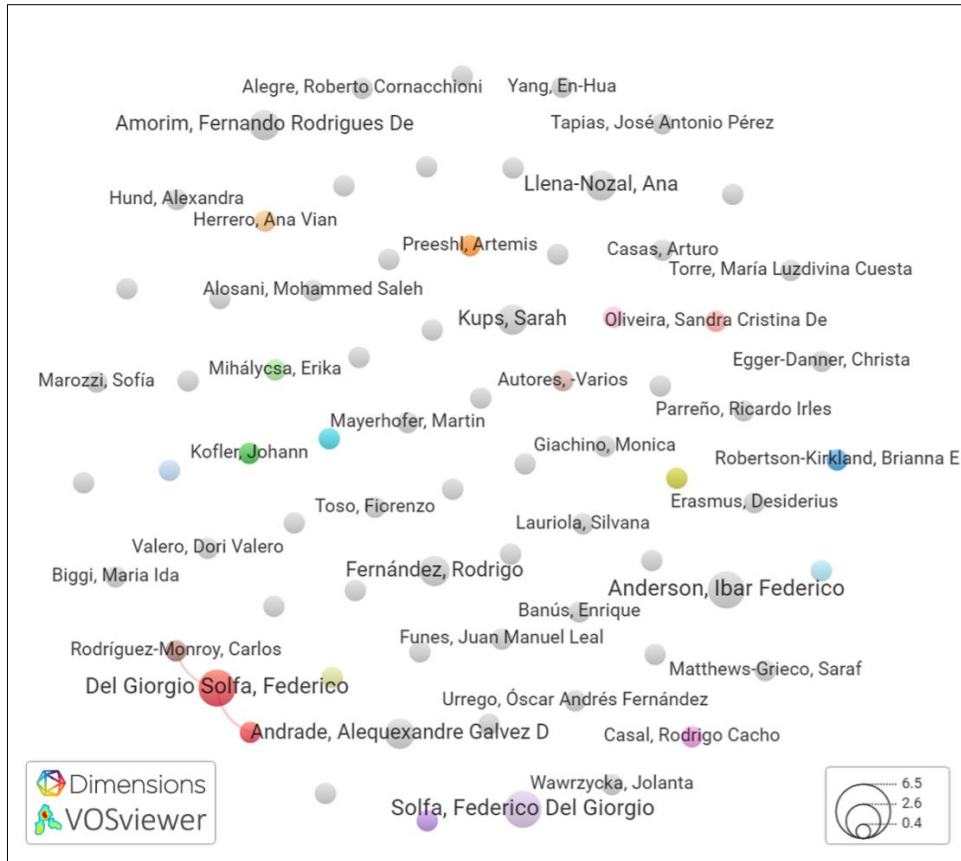 Alegre, Roberto Cornacchioni
Yang, En-Hua
Amorim, Fernando Rodrigues De
Tapias, José Antonio Pérez
Llena-Nozal, Ana
Hund, Alexandra
Herrero, Ana Vian
Preeshl, Artemis
Casas, Arturo
Torre, María Luzdivina Cuesta
Alosani, Mohammed Saleh
Kups, Sarah
Oliveira, Sandra Cristina De
Egger-Danner, Christa
Mihálycsa, Erika
Marozzi, Sofía
Autores, -Varios
Parreño, Ricardo Irles
Mayerhofer, Martin
Giachino, Monica
Kofler, Johann
Robertson-Kirkland, Brianna E
Erasmus, Desiderius
Toso, Fiorenzo
Lauriola, Silvana
Valero, Dori Valero
Biggi, Maria Ida
Fernández, Rodrigo
Anderson, Ibar Federico
Banús, Enrique
Funes, Juan Manuel Leal
Rodríguez-Monroy, Carlos
Matthews-Grieco, Saraf
Del Giorgio Solfa, Federico
Urrego, Óscar Andrés Fernández
Andrade, Alequexandre Galvez D
Casal, Rodrigo Cacho
Wawrzycka, Jolanta
Solfa, Federico Del Giorgio
Dimensions
VOSviewer
6.5
2.6
0.4